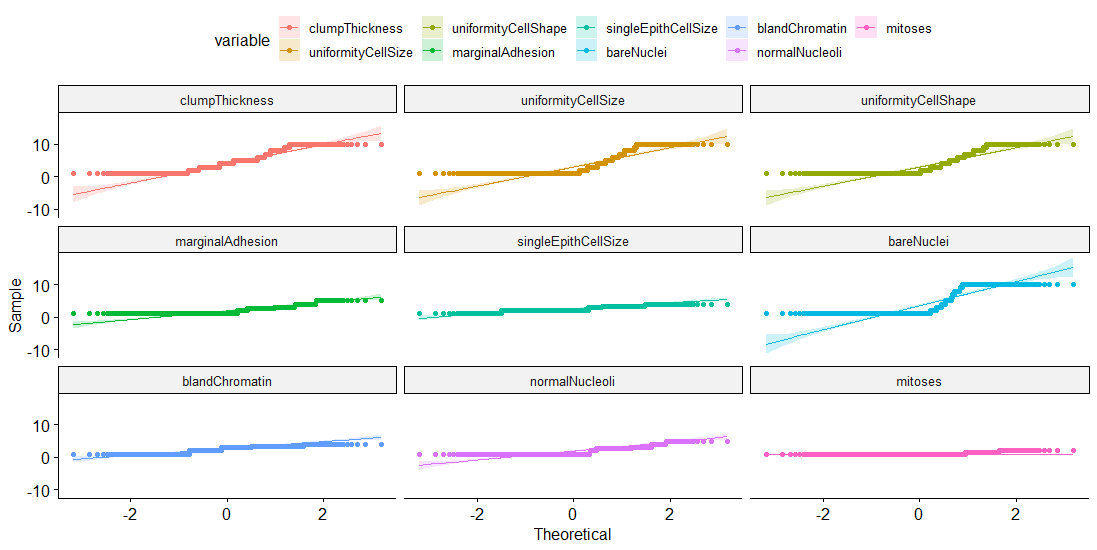 variable clumpThickness uniformityCellShape singleEpithCellSize blandChromatin mitoses
uniformityCellSize marginalAdhesion bareNuclei normalNucleoli
clumpThickness uniformityCellSize uniformityCellShape
10
0
-10
marginalAdhesion singleEpithCellSize bareNuclei
10
0
-10
Sample
blandChromatin normalNucleoli mitoses
10
0
-10
-2 0 2 -2 0 2 -2 0 2
Theoretical